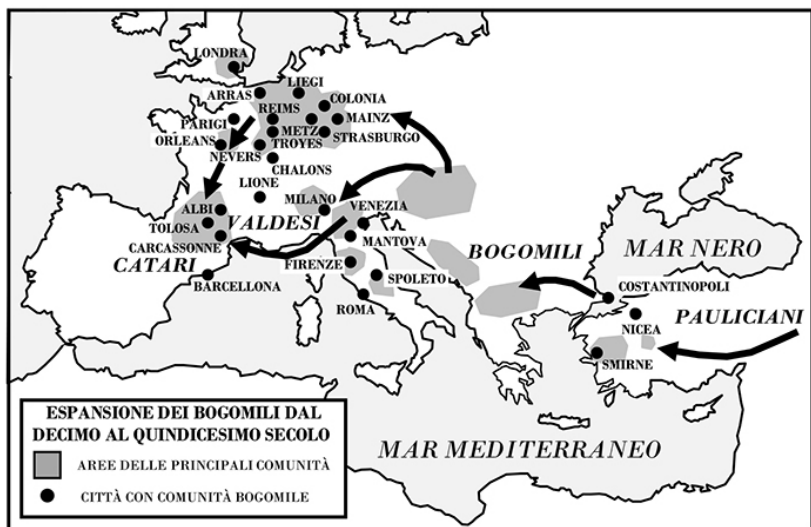 LONDRA
ARRAS
LIEGI
COLONIA
REIMS
PARIGI
MAINZ
METZ
STRASBURGO
ORLEANS
NEVERS
TROYES
CHALONS
LIONE
MILANO
VENEZIA
ALBI
VALDESI
TOLOSA
MANTOVA
CARCASSONNE
CATARI
FIRENZE
SPOLETO
BARCELLONA
ROMA
BOGOMILI
MAR NERO
COSTANTINOPOLI
NICEA
PAULICIANI
SMIRNE
MAR MEDITERRANEO
ESPANSIONE DEI BOGOMILI DAL
DECIMO AL QUINDICESIMO SECOLO
AREE DELLE PRINCIPALI COMUNITÀ
CITTÀ CON COMUNITÀ BOGOMILE